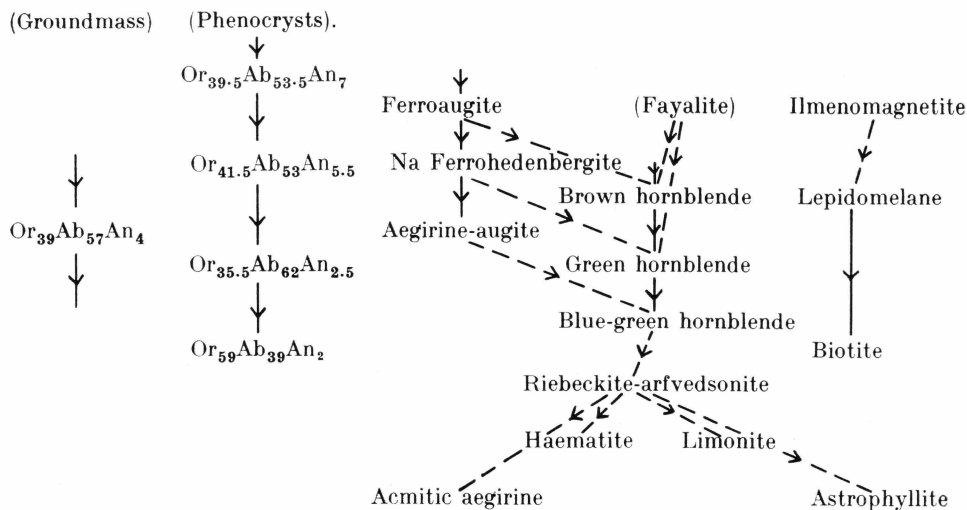 (Groundmass) (Phenocrysts).
Or39·5Ab53·5An7
Ferroaugite (Fayalite) Ilmenomagnetite
Or41·5Ab53An5·5
Na Ferrohedenbergite
Brown hornblende Lepidomelane
Or39Ab57An4
Aegirine-augite
Or35·5Ab62An2·5
Green hornblende
Blue-green hornblende
Or59Ab39An2
Biotite
Riebeckite-arfvedsonite
Haematite Limonite
Acmitic aegirine Astrophyllite